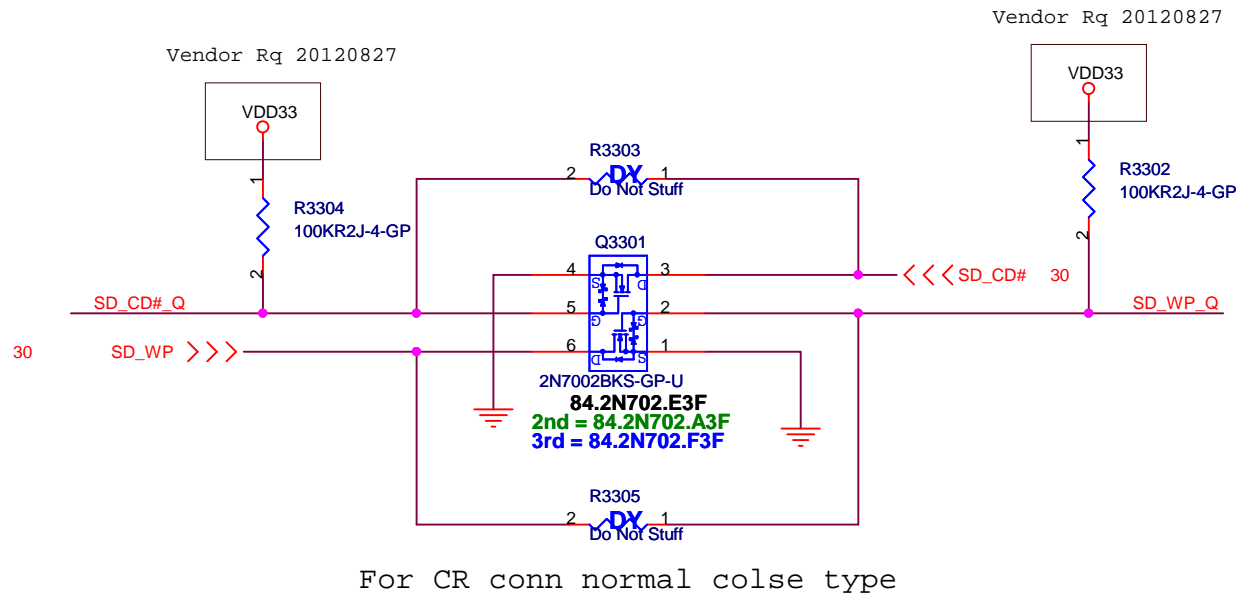 Vendor Rq 20120827
Vendor Rq 20120827
VDD33
VDD33
R3303
2
DY
1
Do Not Stuff
1
R3304
100KR2J-4-GP
2
1
R3302
100KR2J-4-GP
2
Q3301
4
S
D
3
SD_CD#
30
SD_CD#_Q
5
G
G
2
SD_WP_Q
30
SD_WP
6
D
S
1
2N7002BKS-GP-U
84.2N702.E3F
2nd = 84.2N702.A3F
3rd = 84.2N702.F3F
R3305
2
DY
1
Do Not Stuff
For CR conn normal colse type